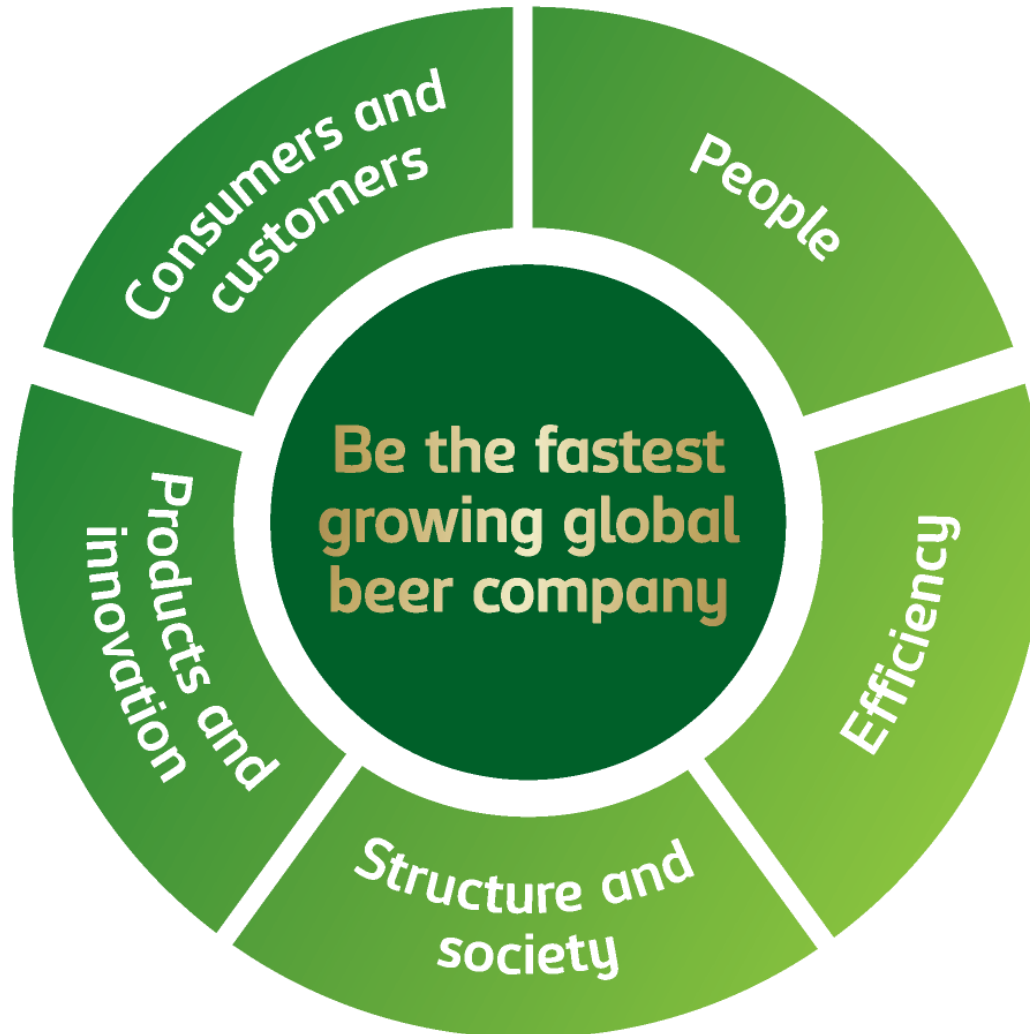 Consumers and
customers
People
Be the fastest
growing global
beer company
Products and
innovation
Efficiency
Structure and
society